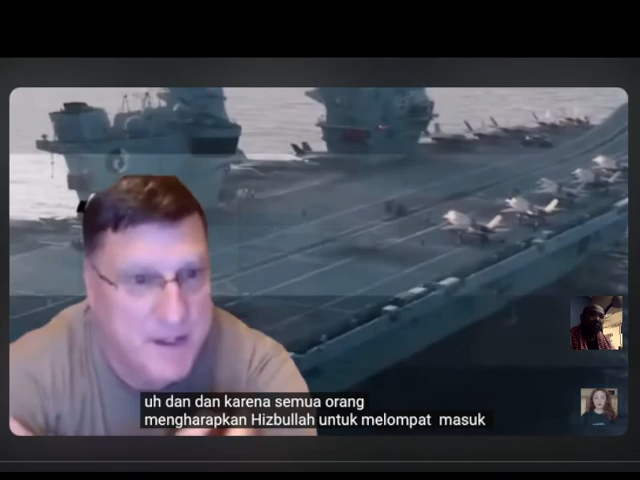 uh dan dan karena semua orang
mengharapkan Hizbullah untuk melompat masuk